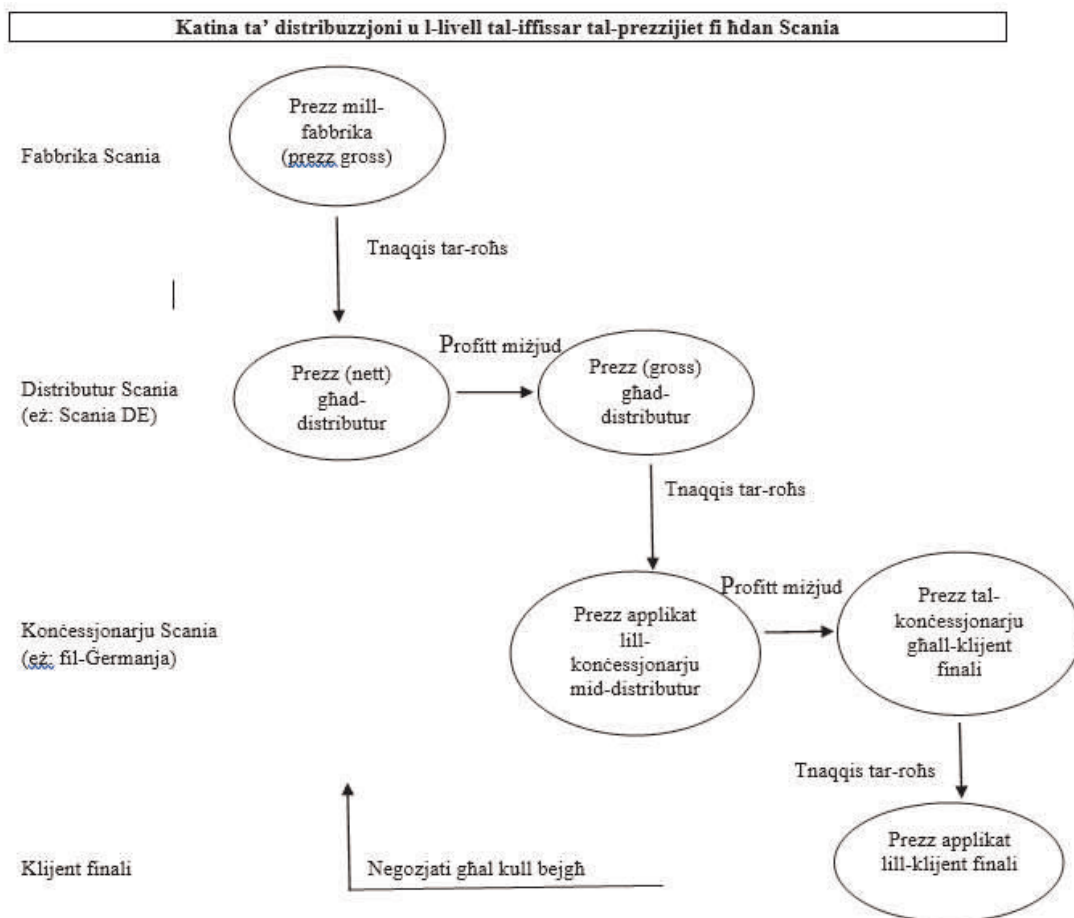 Katina ta' distribuzzjoni u l-livell tal-iffissar tal-prezzijiet fi ħdan Scania
Prezz mill-
fabbrika
(prezz gross)
Fabbrika Scania
Tnaqqis tar-roħs
Profitt miżjud
Distributur Scania
(eż: Scania DE)
Prezz (nett)
għad-
distributur
Prezz (gross)
għad-
distributur
Tnaqqis tar-roħs
Profitt miżjud
Konċessjonarju Scania
(eż: fil-Ġermanja)
Prezz applikat
lill-
konċessjonarju
mid-distributur
Prezz tal-
konċessjonarju
għall-klijent
finali
Tnaqqis tar-roħs
Klijent finali
Negozjati għal kull bejgħ
Prezz applikat
lill-klijent finali